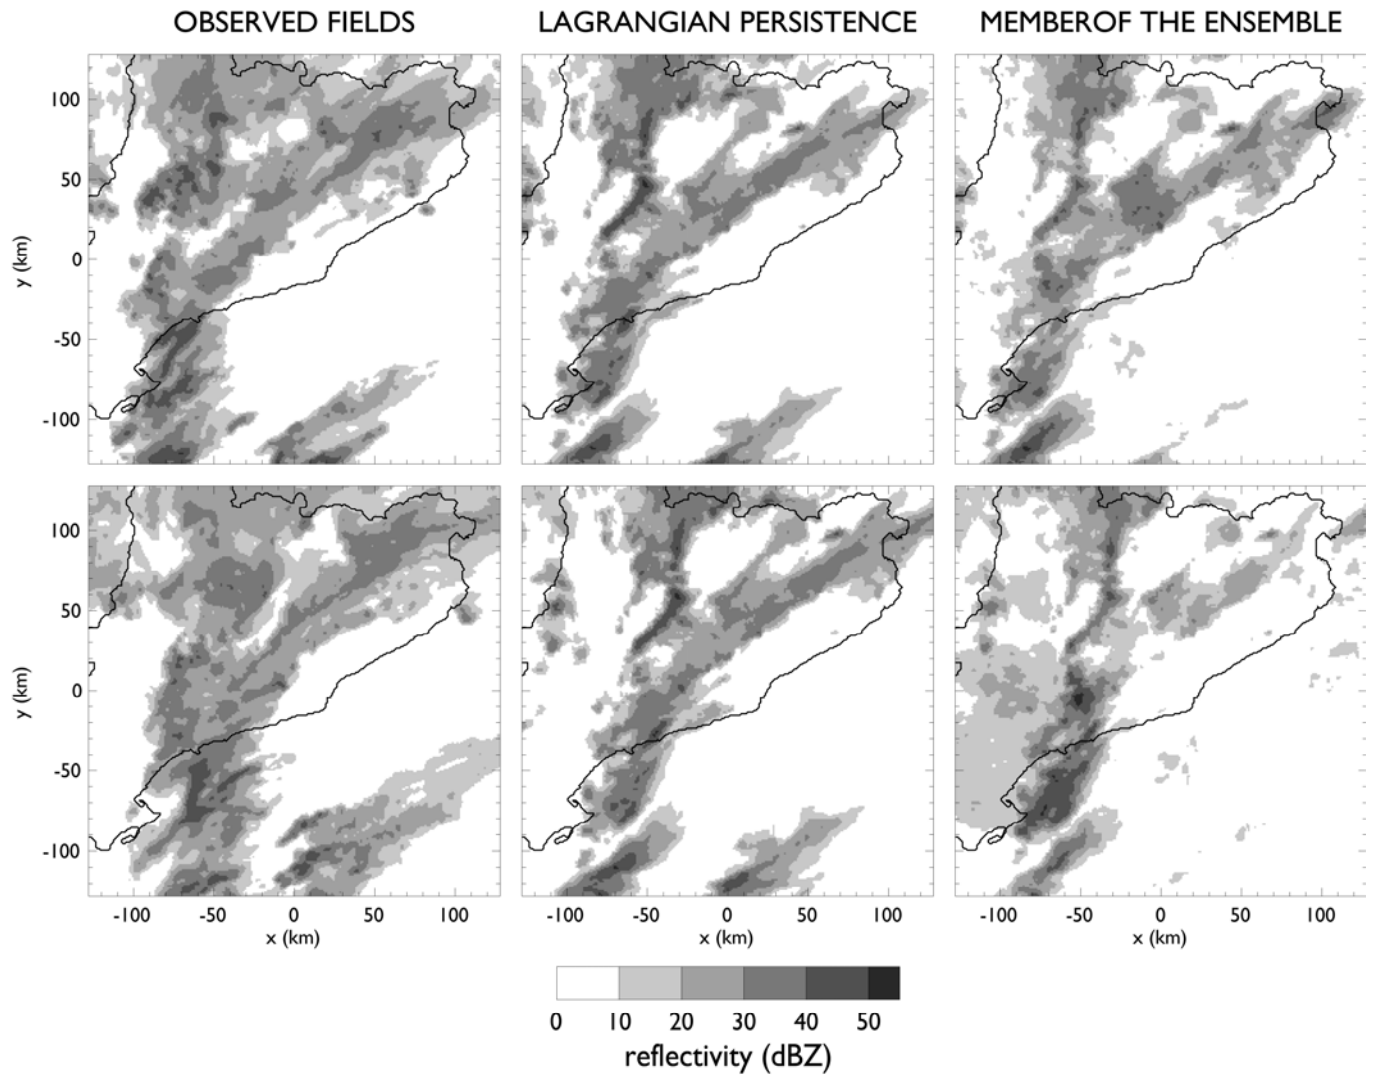 OBSERVED FIELDS
LAGRANGIAN PERSISTENCE
MEMBEROF THE ENSEMBLE
100
50
0
-50
-100
y (km)
100
50
0
-50
-100
y (km)
-100 -50 0 50 100
x (km)
-100 -50 0 50 100
x (km)
-100 -50 0 50 100
x (km)
0 10 20 30 40 50
reflectivity (dBZ)